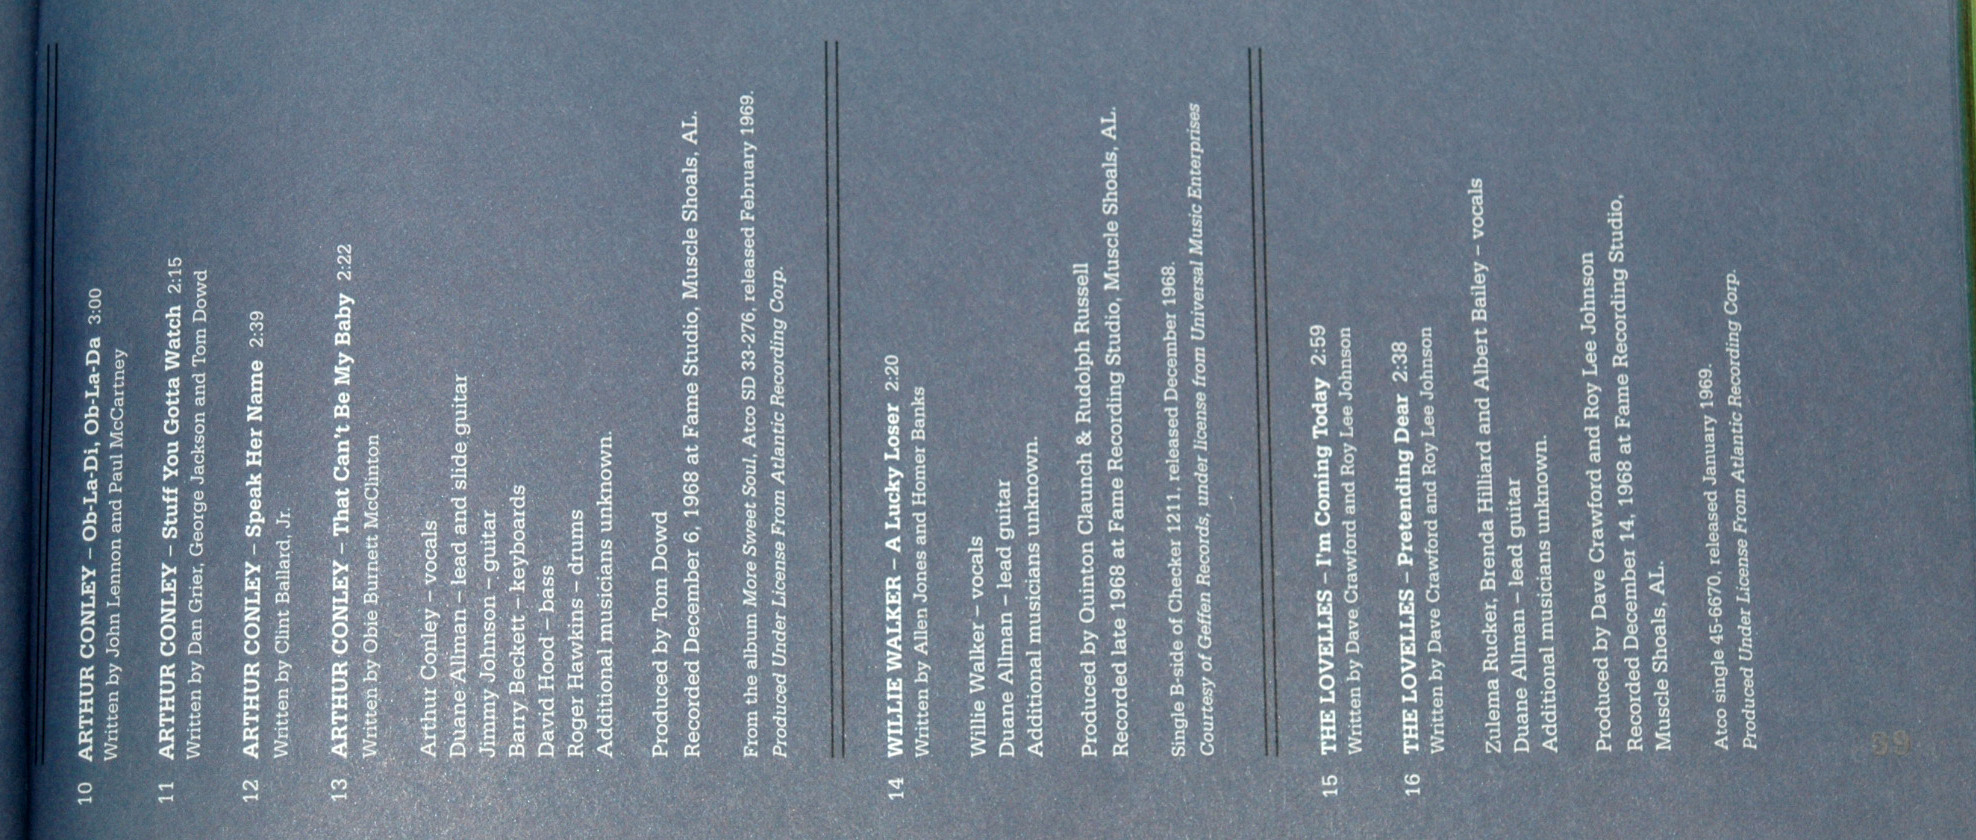 10 ARTHUR CONLEY – Ob-La-Di, Ob-La-Da 3:00
Written by John Lennon and Paul McCartney
11 ARTHUR CONLEY – Stuff You Gotta Watch 2:15
Written by Dan Grier, George Jackson and Tom Dowd
12 ARTHUR CONLEY – Speak Her Name 2:39
Written by Clint Ballard, Jr.
13 ARTHUR CONLEY – That Can't Be My Baby 2:22
Written by Obie Burnett McClinton
Arthur Conley – vocals
Duane Allman – lead and slide guitar
Jimmy Johnson – guitar
Barry Beckett – keyboards
David Hood – bass
Roger Hawkins – drums
Additional musicians unknown.
Produced by Tom Dowd
Recorded December 6, 1968 at Fame Studio, Muscle Shoals, AL.
From the album More Sweet Soul, Atco SD 33-276, released February 1969.
Produced Under License From Atlantic Recording Corp.
14 WILLIE WALKER – A Lucky Loser 2:20
Written by Allen Jones and Homer Banks
Willie Walker – vocals
Duane Allman – lead guitar
Additional musicians unknown.
Produced by Quinton Claunch & Rudolph Russell
Recorded late 1968 at Fame Recording Studio, Muscle Shoals, AL.
Single B-side of Checker 1211, released December 1968.
Courtesy of Geffen Records, under license from Universal Music Enterprises
15 THE LOVELLES – I'm Coming Today 2:59
Written by Dave Crawford and Roy Lee Johnson
16 THE LOVELLES – Pretending Dear 2:38
Written by Dave Crawford and Roy Lee Johnson
Zulema Rucker, Brenda Hilliard and Albert Bailey – vocals
Duane Allman – lead guitar
Additional musicians unknown.
Produced by Dave Crawford and Roy Lee Johnson
Recorded December 14, 1968 at Fame Recording Studio,
Muscle Shoals, AL.
Atco single 45-6670, released January 1969.
Produced Under License From Atlantic Recording Corp.
59